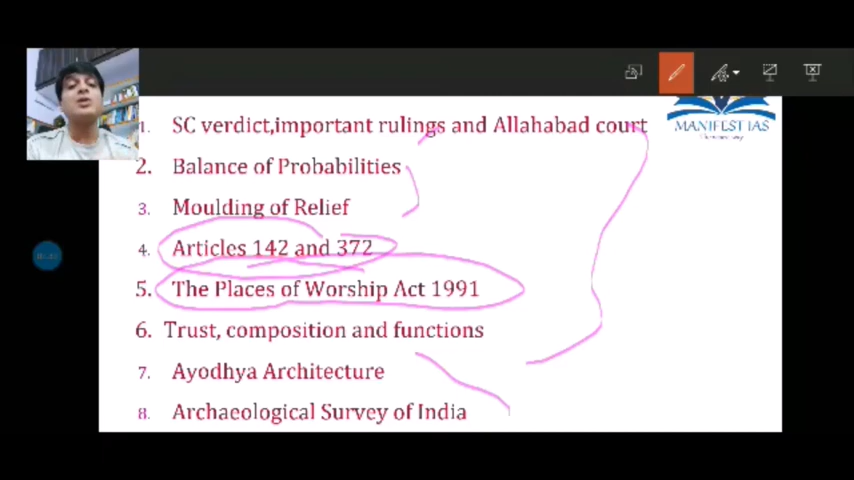 1. SC verdict,important rulings and Allahabad court
MANIFEST IAS
2. Balance of Probabilities
3. Moulding of Relief
4. Articles 142 and 372
5. The Places of Worship Act 1991
6. Trust, composition and functions
7. Ayodhya Architecture
8. Archaeological Survey of India